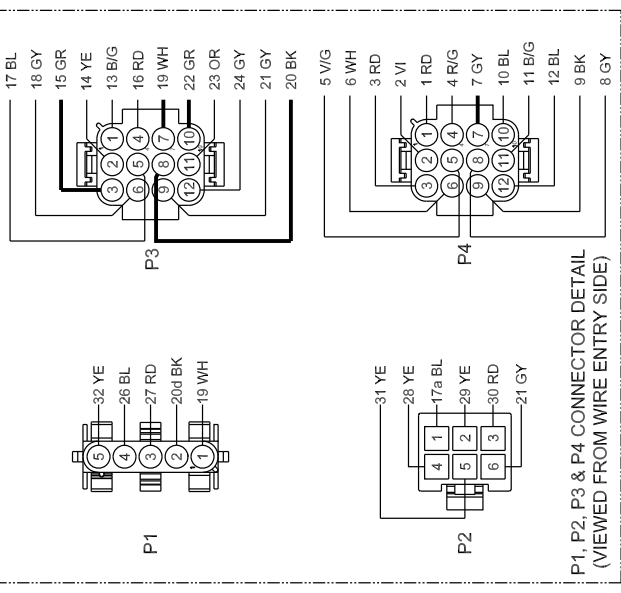 17 BL
18 GY
15 GR
14 YE
13 B/G
16 RD
19 WH
22 GR
23 OR
24 GY
21 GY
20 BK
1 4 7 10
2 5 8 11
3 6 9 12
P3
5 V/G
6 WH
3 RD
2 VI
1 RD
4 R/G
7 GY
10 BL
11 B/G
12 BL
9 BK
8 GY
1 4 7 10
2 5 8 11
3 6 9 12
P4
32 YE
26 BL
27 RD
20d BK
19 WH
5 4 3 2 1
P1
31 YE
28 YE
17a BL
29 YE
30 RD
21 GY
1 2 3
4 5 6
P2
P1, P2, P3 & P4 CONNECTOR DETAIL
(VIEWED FROM WIRE ENTRY SIDE)